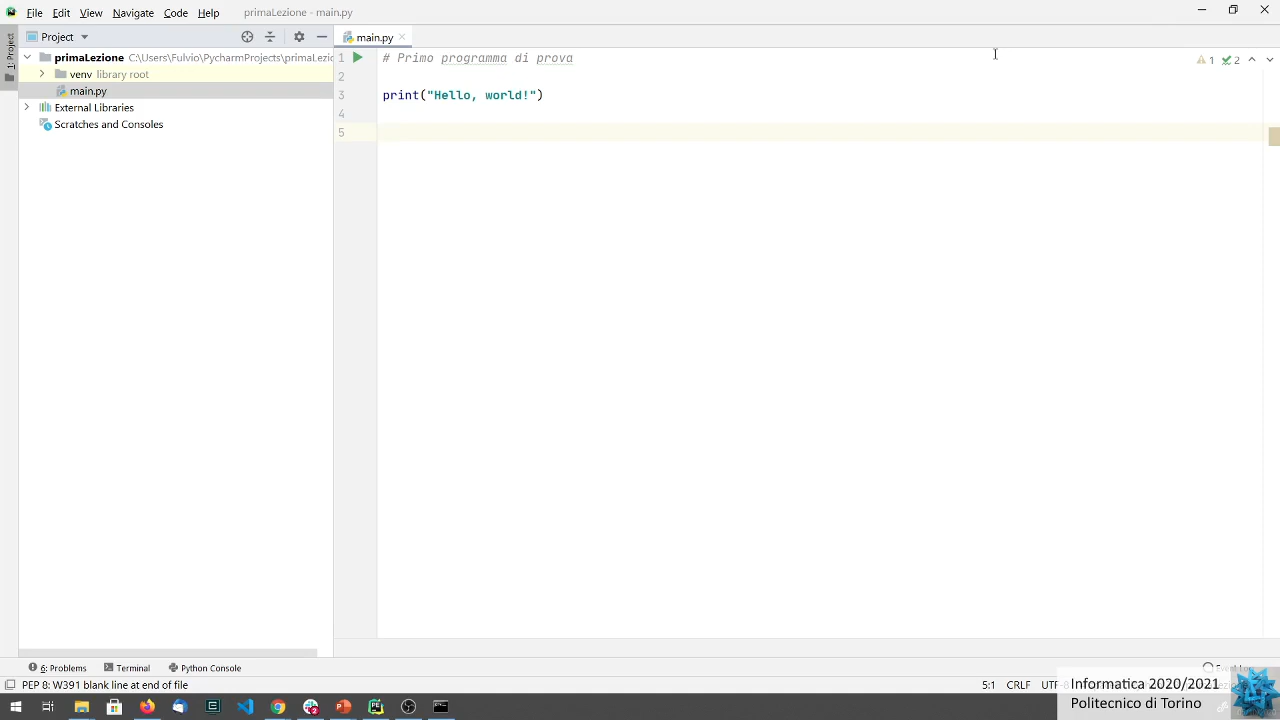 File Edit View Navigate Code Help primaLezione - main.py
Project
main.py
1: Project
primaLezione C:\Users\Fulvio\PycharmProjects\primaLezio
venv library root
main.py
External Libraries
Scratches and Consoles
1 # Primo programma di prova
2
3 print("Hello, world!")
4
5
1 2
6: Problems Terminal Python Console
PEP 8: W391 blank line at end of file
5:1 CRLF
Informatica 2020/2021
Politecnico di Torino